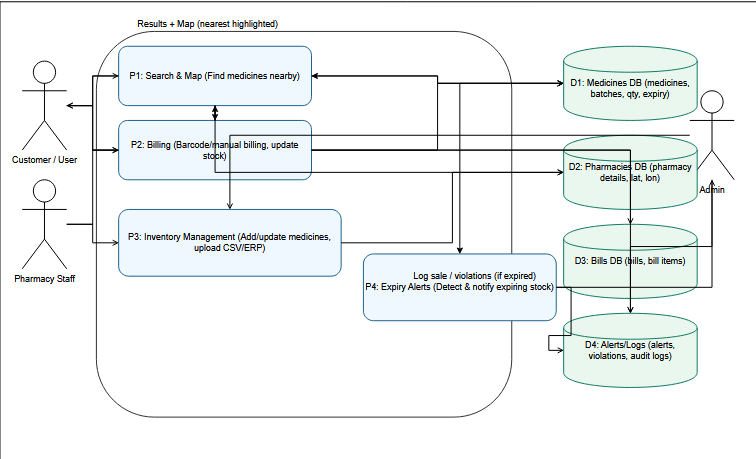 Results + Map (nearest highlighted)
P1: Search & Map (Find medicines nearby)
D1: Medicines DB (medicines,
batches, qty, expiry)
Customer / User
P2: Billing (Barcode/manual billing, update
stock)
D2: Pharmacies DB (pharmacy
details, lat, lon)
Admin
P3: Inventory Management (Add/update medicines,
upload CSV/ERP)
Pharmacy Staff
D3: Bills DB (bills, bill items)
Log sale / violations (if expired)
P4: Expiry Alerts (Detect & notify expiring stock)
D4: Alerts/Logs (alerts,
violations, audit logs)